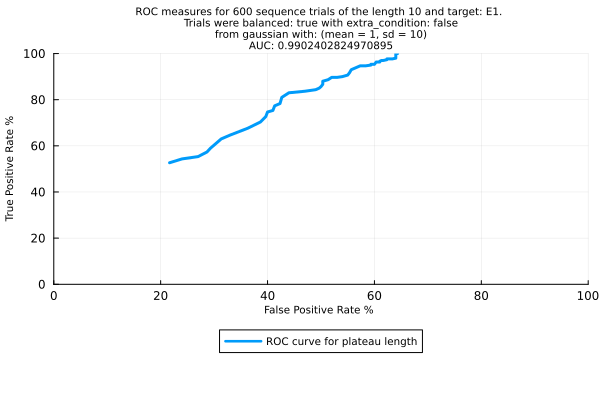 ROC measures for 600 sequence trials of the length 10 and target: E1.
Trials were balanced: true with extra_condition: false
from gaussian with: (mean = 1, sd = 10)
AUC: 0.9902402824970895
100
80
60
40
20
0
True Positive Rate %
0 20 40 60 80 100
False Positive Rate %
ROC curve for plateau length